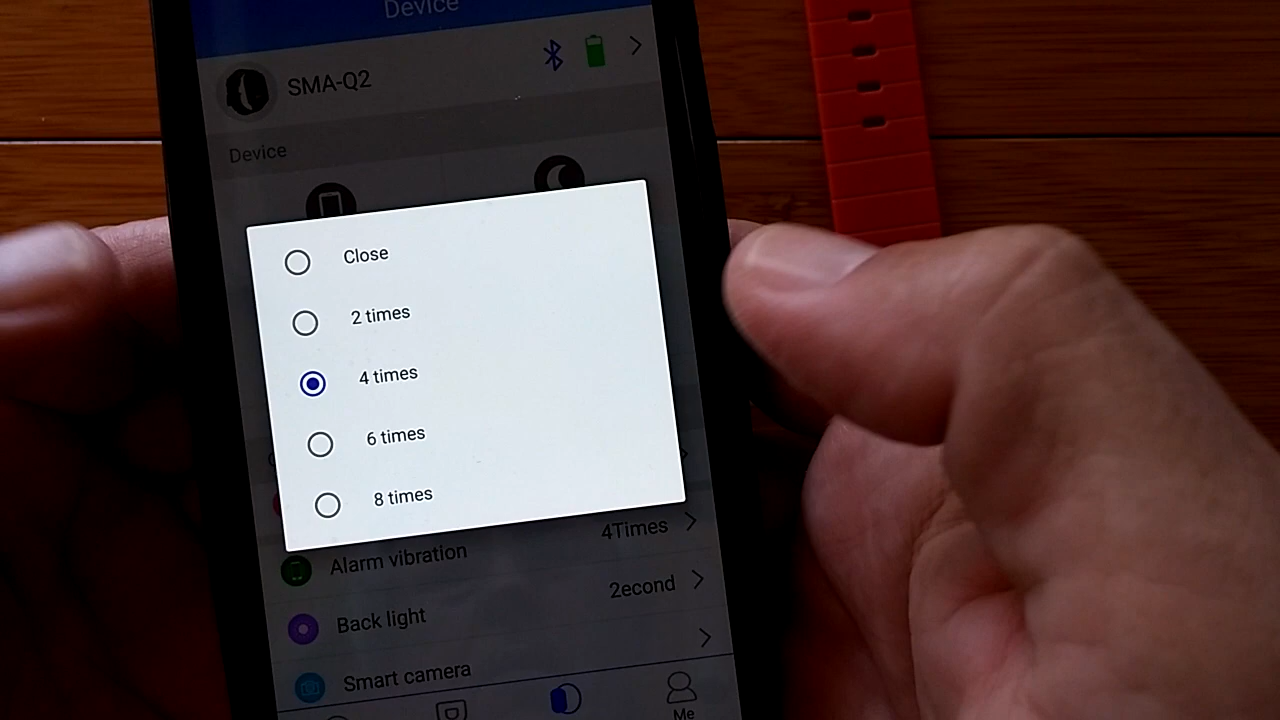 Device
SMA-Q2
Device
Close
2 times
4 times
6 times
8 times
Alarm vibration 4Times
Back light 2econd
Smart camera
Me